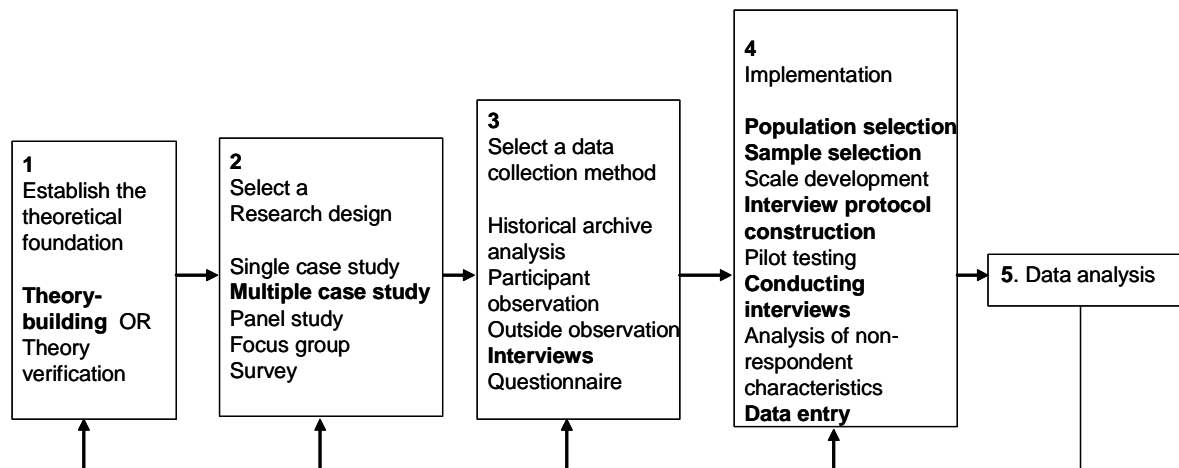 1
Establish the
theoretical
foundation
Theory-
building OR
Theory
verification
2
Select a
Research design
Single case study
Multiple case study
Panel study
Focus group
Survey
3
Select a data
collection method
Historical archive
analysis
Participant
observation
Outside observation
Interviews
Questionnaire
4
Implementation
Population selection
Sample selection
Scale development
Interview protocol
construction
Pilot testing
Conducting
interviews
Analysis of non-
respondent
characteristics
Data entry
5. Data analysis